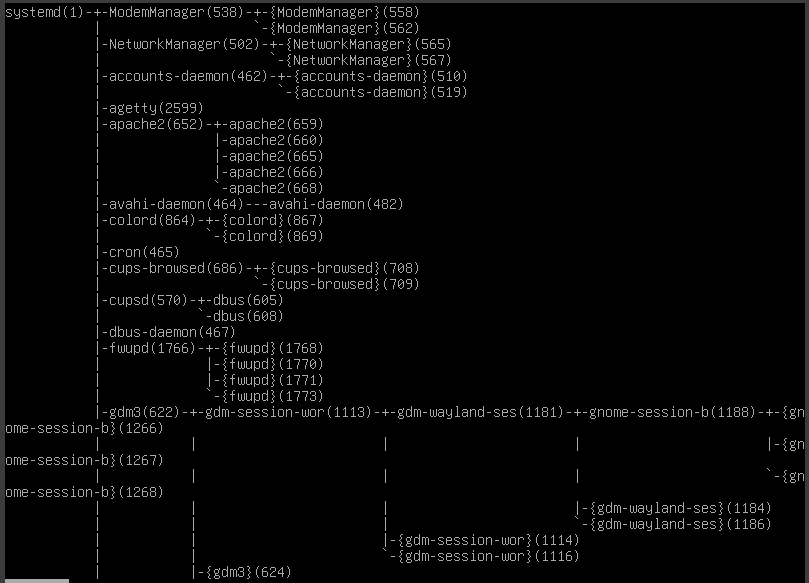 systemd(1)-+-ModemManager(538)-+-{ModemManager}(558)
           |                   `-{ModemManager}(562)
           |-NetworkManager(502)-+-{NetworkManager}(565)
           |                     `-{NetworkManager}(567)
           |-accounts-daemon(462)-+-{accounts-daemon}(510)
           |                      `-{accounts-daemon}(519)
           |-agetty(2599)
           |-apache2(652)-+-apache2(659)
           |              |-apache2(660)
           |              |-apache2(665)
           |              |-apache2(666)
           |              `-apache2(668)
           |-avahi-daemon(464)---avahi-daemon(482)
           |-colord(864)-+-{colord}(867)
           |             `-{colord}(869)
           |-cron(465)
           |-cups-browsed(686)-+-{cups-browsed}(708)
           |                   `-{cups-browsed}(709)
           |-cupsd(570)-+-dbus(605)
           |            `-dbus(608)
           |-dbus-daemon(467)
           |-fwupd(1766)-+-{fwupd}(1768)
           |             |-{fwupd}(1770)
           |             |-{fwupd}(1771)
           |             `-{fwupd}(1773)
           |-gdm3(622)-+-gdm-session-wor(1113)-+-gdm-wayland-ses(1181)-+-gnome-session-b(1188)-+-{gn
ome-session-b}(1266)
           |           |                       |                       |                       |-{gn
ome-session-b}(1267)
           |           |                       |                       |                       `-{gn
ome-session-b}(1268)
           |           |                       |                       |-{gdm-wayland-ses}(1184)
           |           |                       |                       `-{gdm-wayland-ses}(1186)
           |           |                       |-{gdm-session-wor}(1114)
           |           |                       `-{gdm-session-wor}(1116)
           |           |-{gdm3}(624)